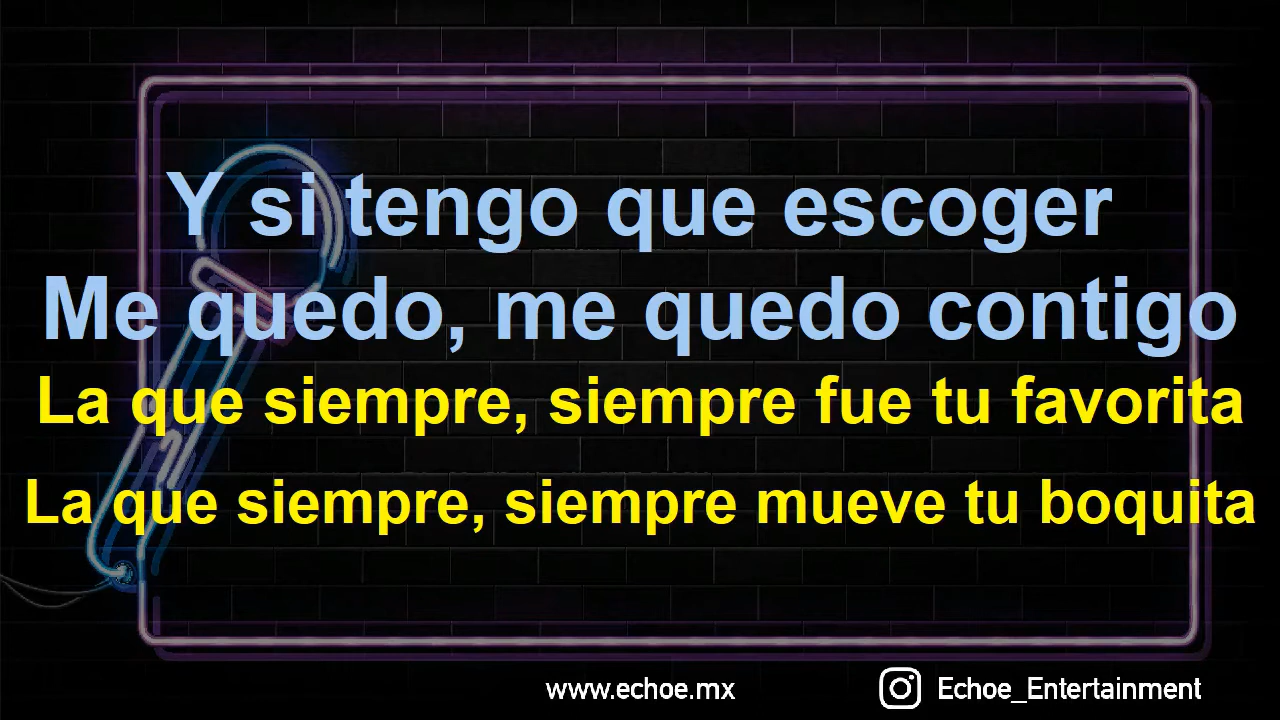 Y si tengo que escoger
Me quedo, me quedo contigo
La que siempre, siempre fue tu favorita
La que siempre, siempre mueve tu boquita
www.echoe.mx
Echoe_Entertainment